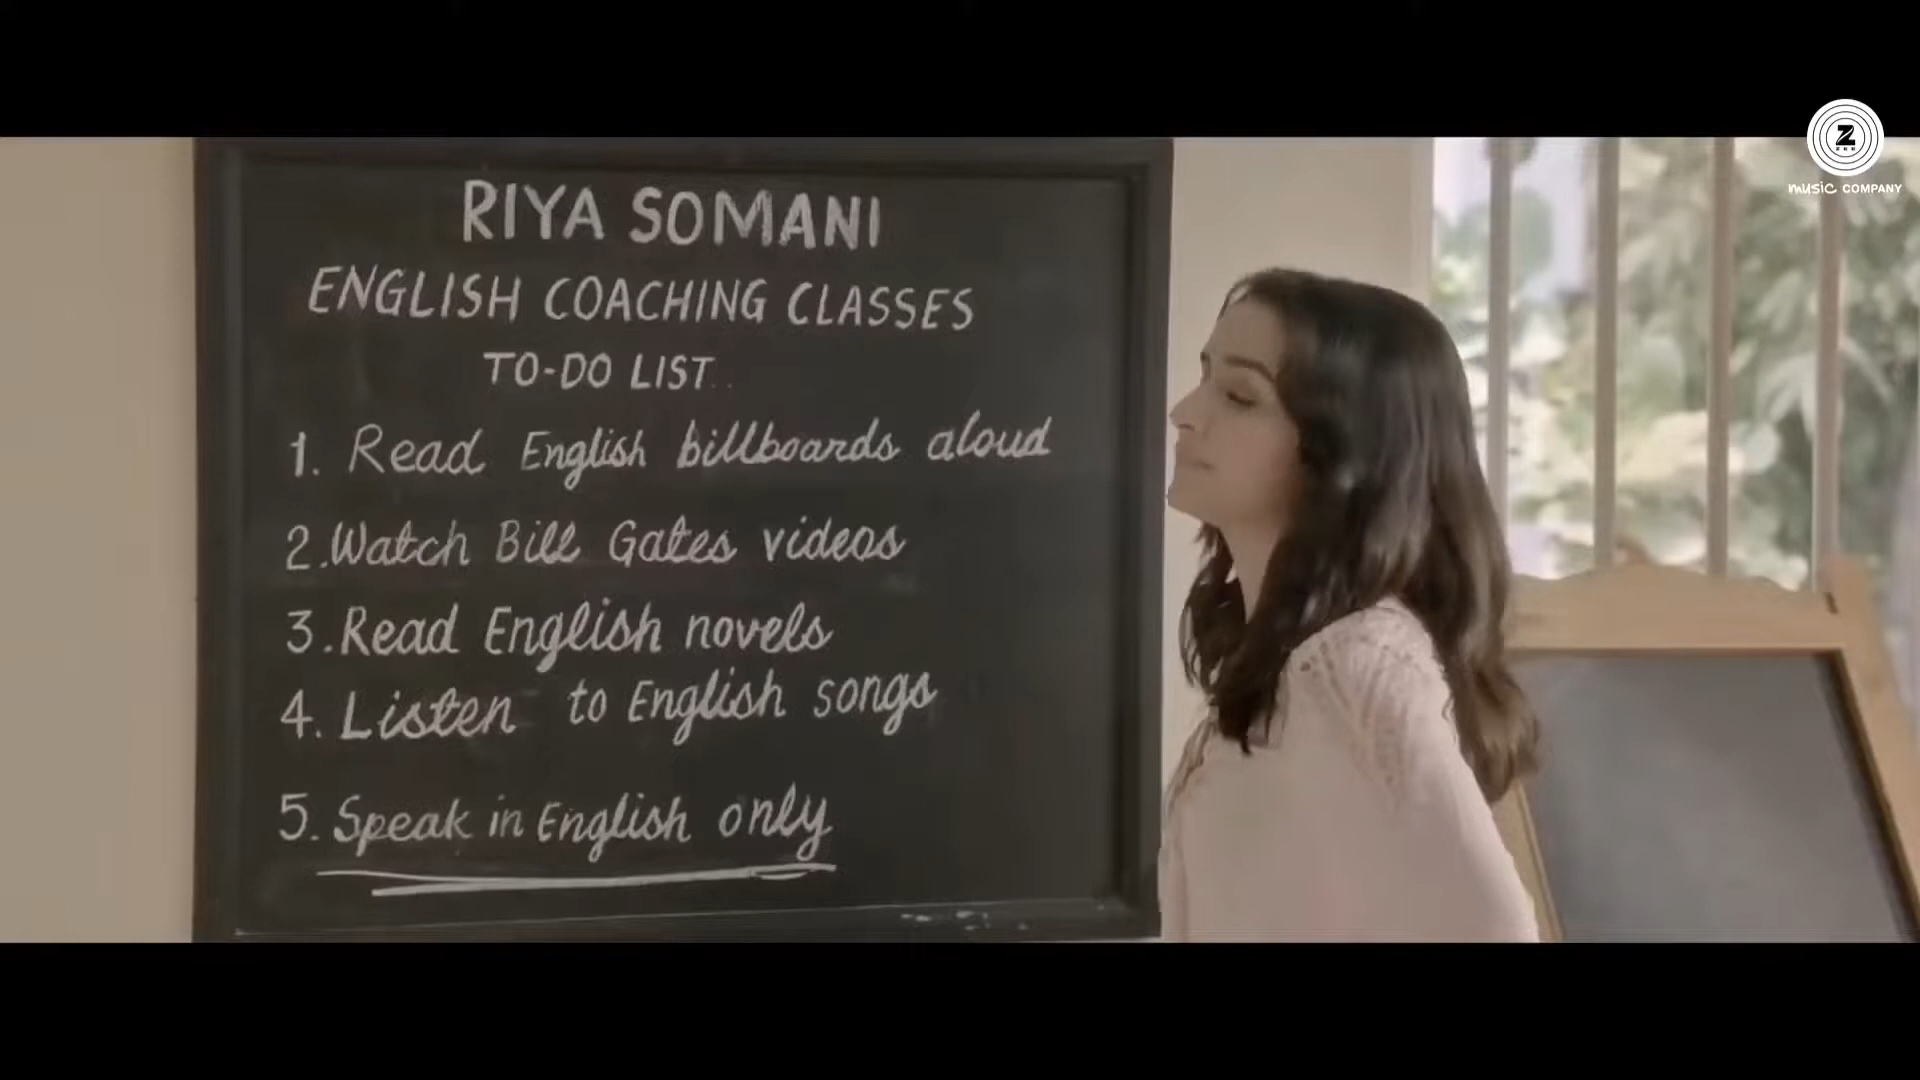 RIYA SOMANI
ENGLISH COACHING CLASSES
TO-DO LIST..
1. Read English billboards aloud
2. Watch Bill Gates videos
3. Read English novels
4. Listen to English songs
5. Speak in English only
Z
ZEE
music COMPANY